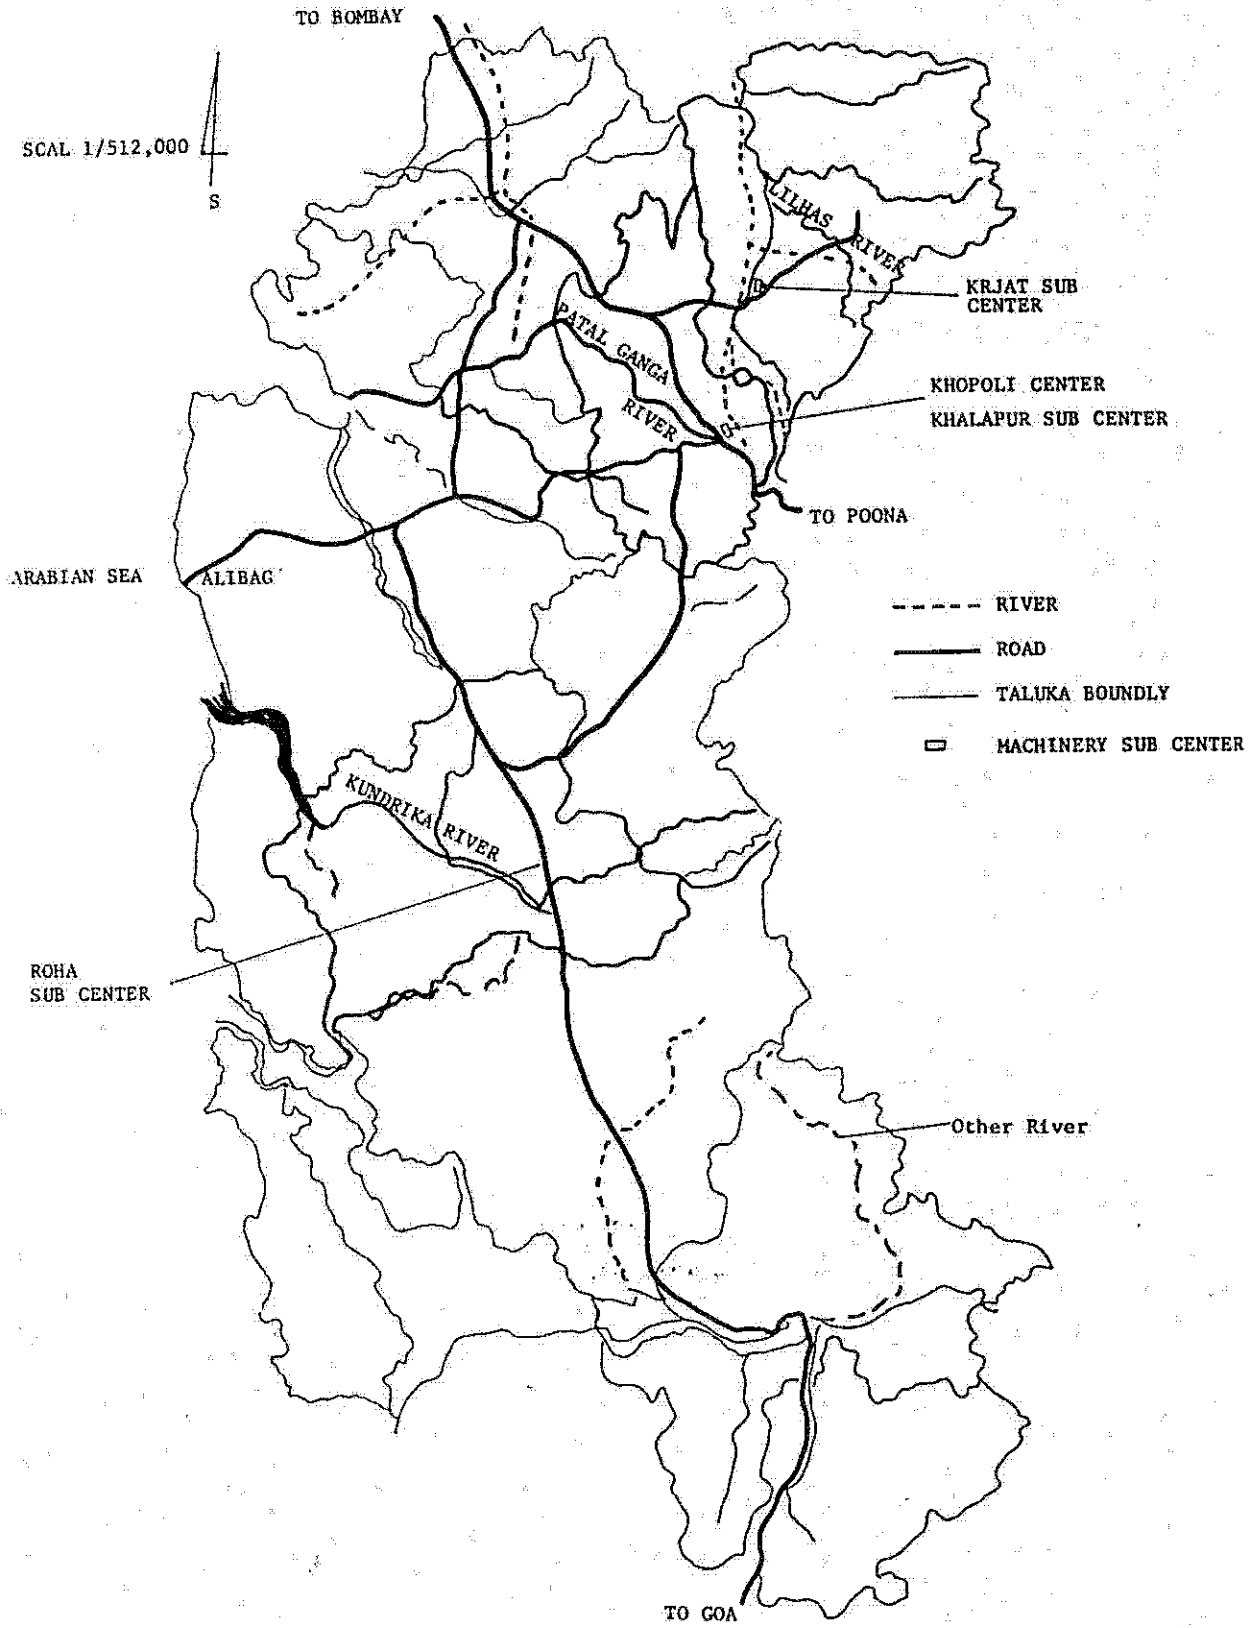 TO BOMBAY
SCAL 1/512,000
S
LILHAS RIVER
KRJAT SUB
CENTER
PATAL GANGA
RIVER
KHOPOLI CENTER
KHALAPUR SUB CENTER
TO POONA
ARABIAN SEA
ALIBAG
RIVER
ROAD
TALUKA BOUNDLY
MACHINERY SUB CENTER
KUNDRIKA RIVER
ROHA
SUB CENTER
Other River
TO GOA